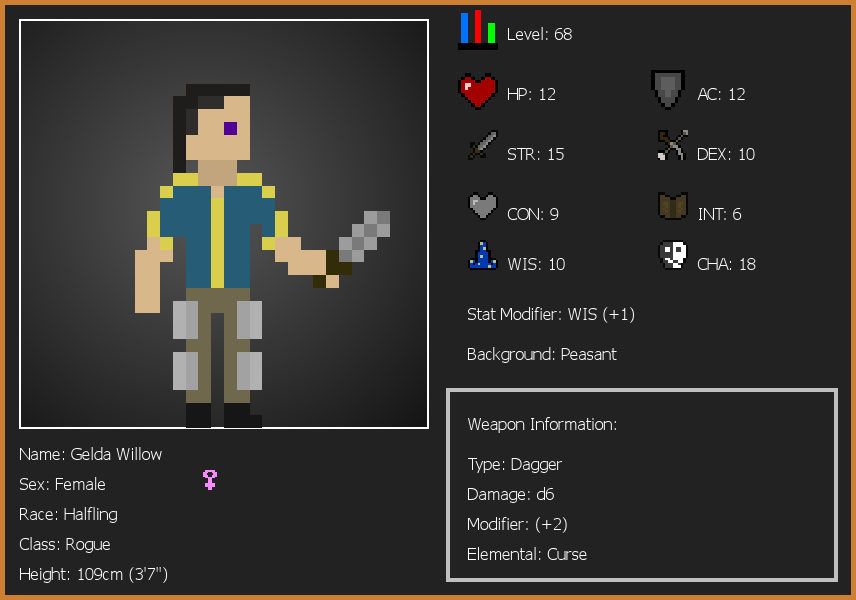 Level: 68
HP: 12
AC: 12
STR: 15
DEX: 10
CON: 9
INT: 6
WIS: 10
CHA: 18
Stat Modifier: WIS (+1)
Background: Peasant
Weapon Information:
Type: Dagger
Damage: d6
Modifier: (+2)
Elemental: Curse
Name: Gelda Willow
Sex: Female
Race: Halfling
Class: Rogue
Height: 109cm (3'7")